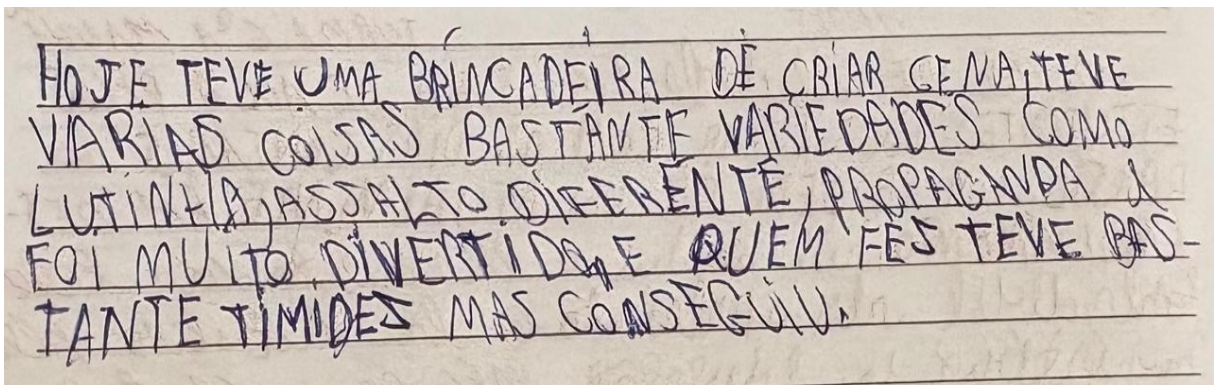 HOJE TEVE UMA BRINCADEIRA DE CRIAR CENA, TEVE
VARIAS COISAS BASTANTE VARIEDADES COMO
LUTINHA, ASSALTO DIFERENTE, PROPAGANDA
FOI MUITO DIVERTIDO, E QUEM FES TEVE BAS-
TANTE TIMIDES MAS CONSEGUIU.